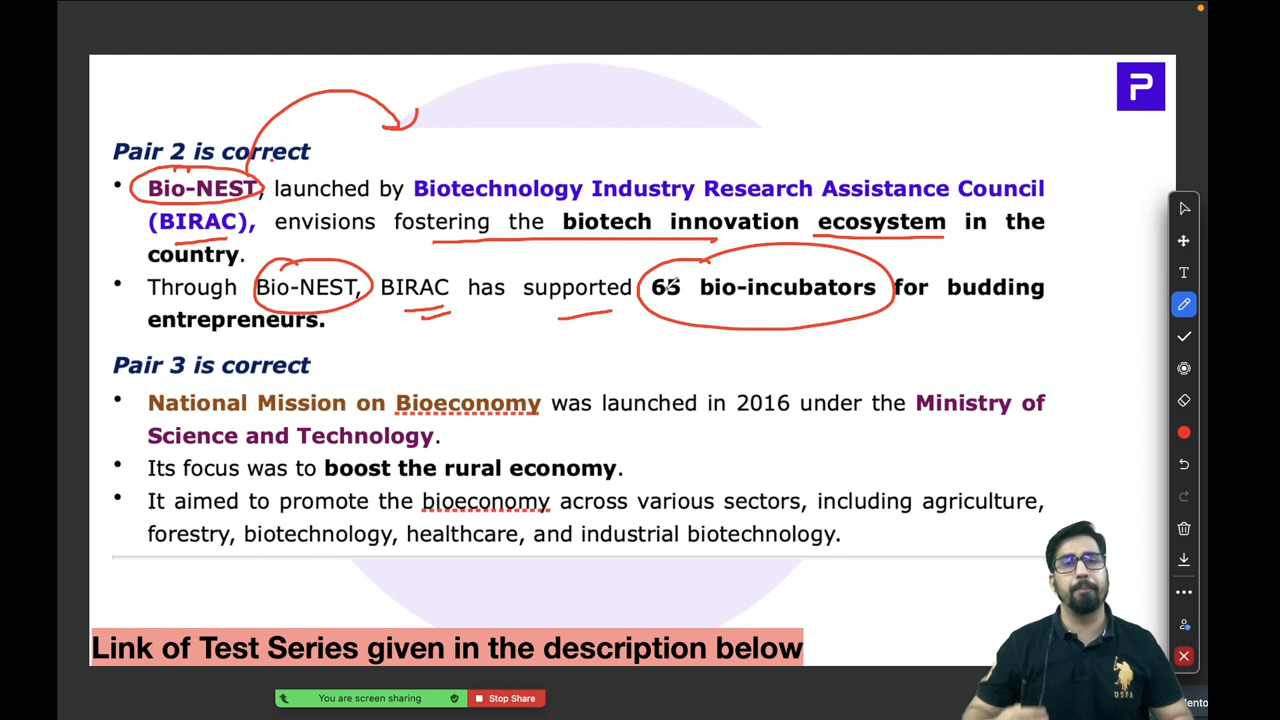 P
Pair 2 is correct
• Bio-NEST, launched by Biotechnology Industry Research Assistance Council
(BIRAC), envisions fostering the biotech innovation ecosystem in the
country.
• Through Bio-NEST, BIRAC has supported 65 bio-incubators for budding
entrepreneurs.
Pair 3 is correct
• National Mission on Bioeconomy was launched in 2016 under the Ministry of
Science and Technology.
• Its focus was to boost the rural economy.
• It aimed to promote the bioeconomy across various sectors, including agriculture,
forestry, biotechnology, healthcare, and industrial biotechnology.
Link of Test Series given in the description below
You are screen sharing
Stop Share
T
USPA